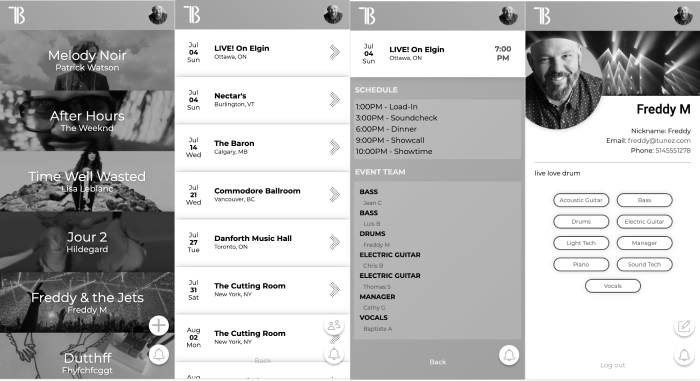 TB
Melody Noir
Patrick Watson
After Hours
The Weeknd
Time Well Wasted
Lisa Leblanc
Jour 2
Hildegard
Freddy & the Jets
Freddy M
Dutthff
Fhyfchfcggt
Jul
04
Sun
LIVE! On Elgin
Ottawa, ON
Jul
04
Sun
Nectar's
Burlington, VT
Jul
14
Wed
The Baron
Calgary, MB
Jul
21
Wed
Commodore Ballroom
Vancouver, BC
Jul
27
Tue
Danforth Music Hall
Toronto, ON
Jul
31
Sat
The Cutting Room
New York, NY
Aug
02
Mon
The Cutting Room
New York, NY
Back
TB
Jul
04
Sun
LIVE! On Elgin
Ottawa, ON
7:00
PM
SCHEDULE
1:00PM - Load-In
3:00PM - Soundcheck
6:00PM - Dinner
9:00PM - Showcall
10:00PM - Showtime
EVENT TEAM
BASS
Jean C
BASS
Luis B
DRUMS
Freddy M
ELECTRIC GUITAR
Chris B
ELECTRIC GUITAR
Thomas S
MANAGER
Cathy G
VOCALS
Baptiste A
Back
TB
Freddy M
Nickname: Freddy
Email: freddy@tunez.com
Phone: 5145551278
live love drum
Acoustic Guitar
Bass
Drums
Electric Guitar
Light Tech
Manager
Piano
Sound Tech
Vocals
Log out